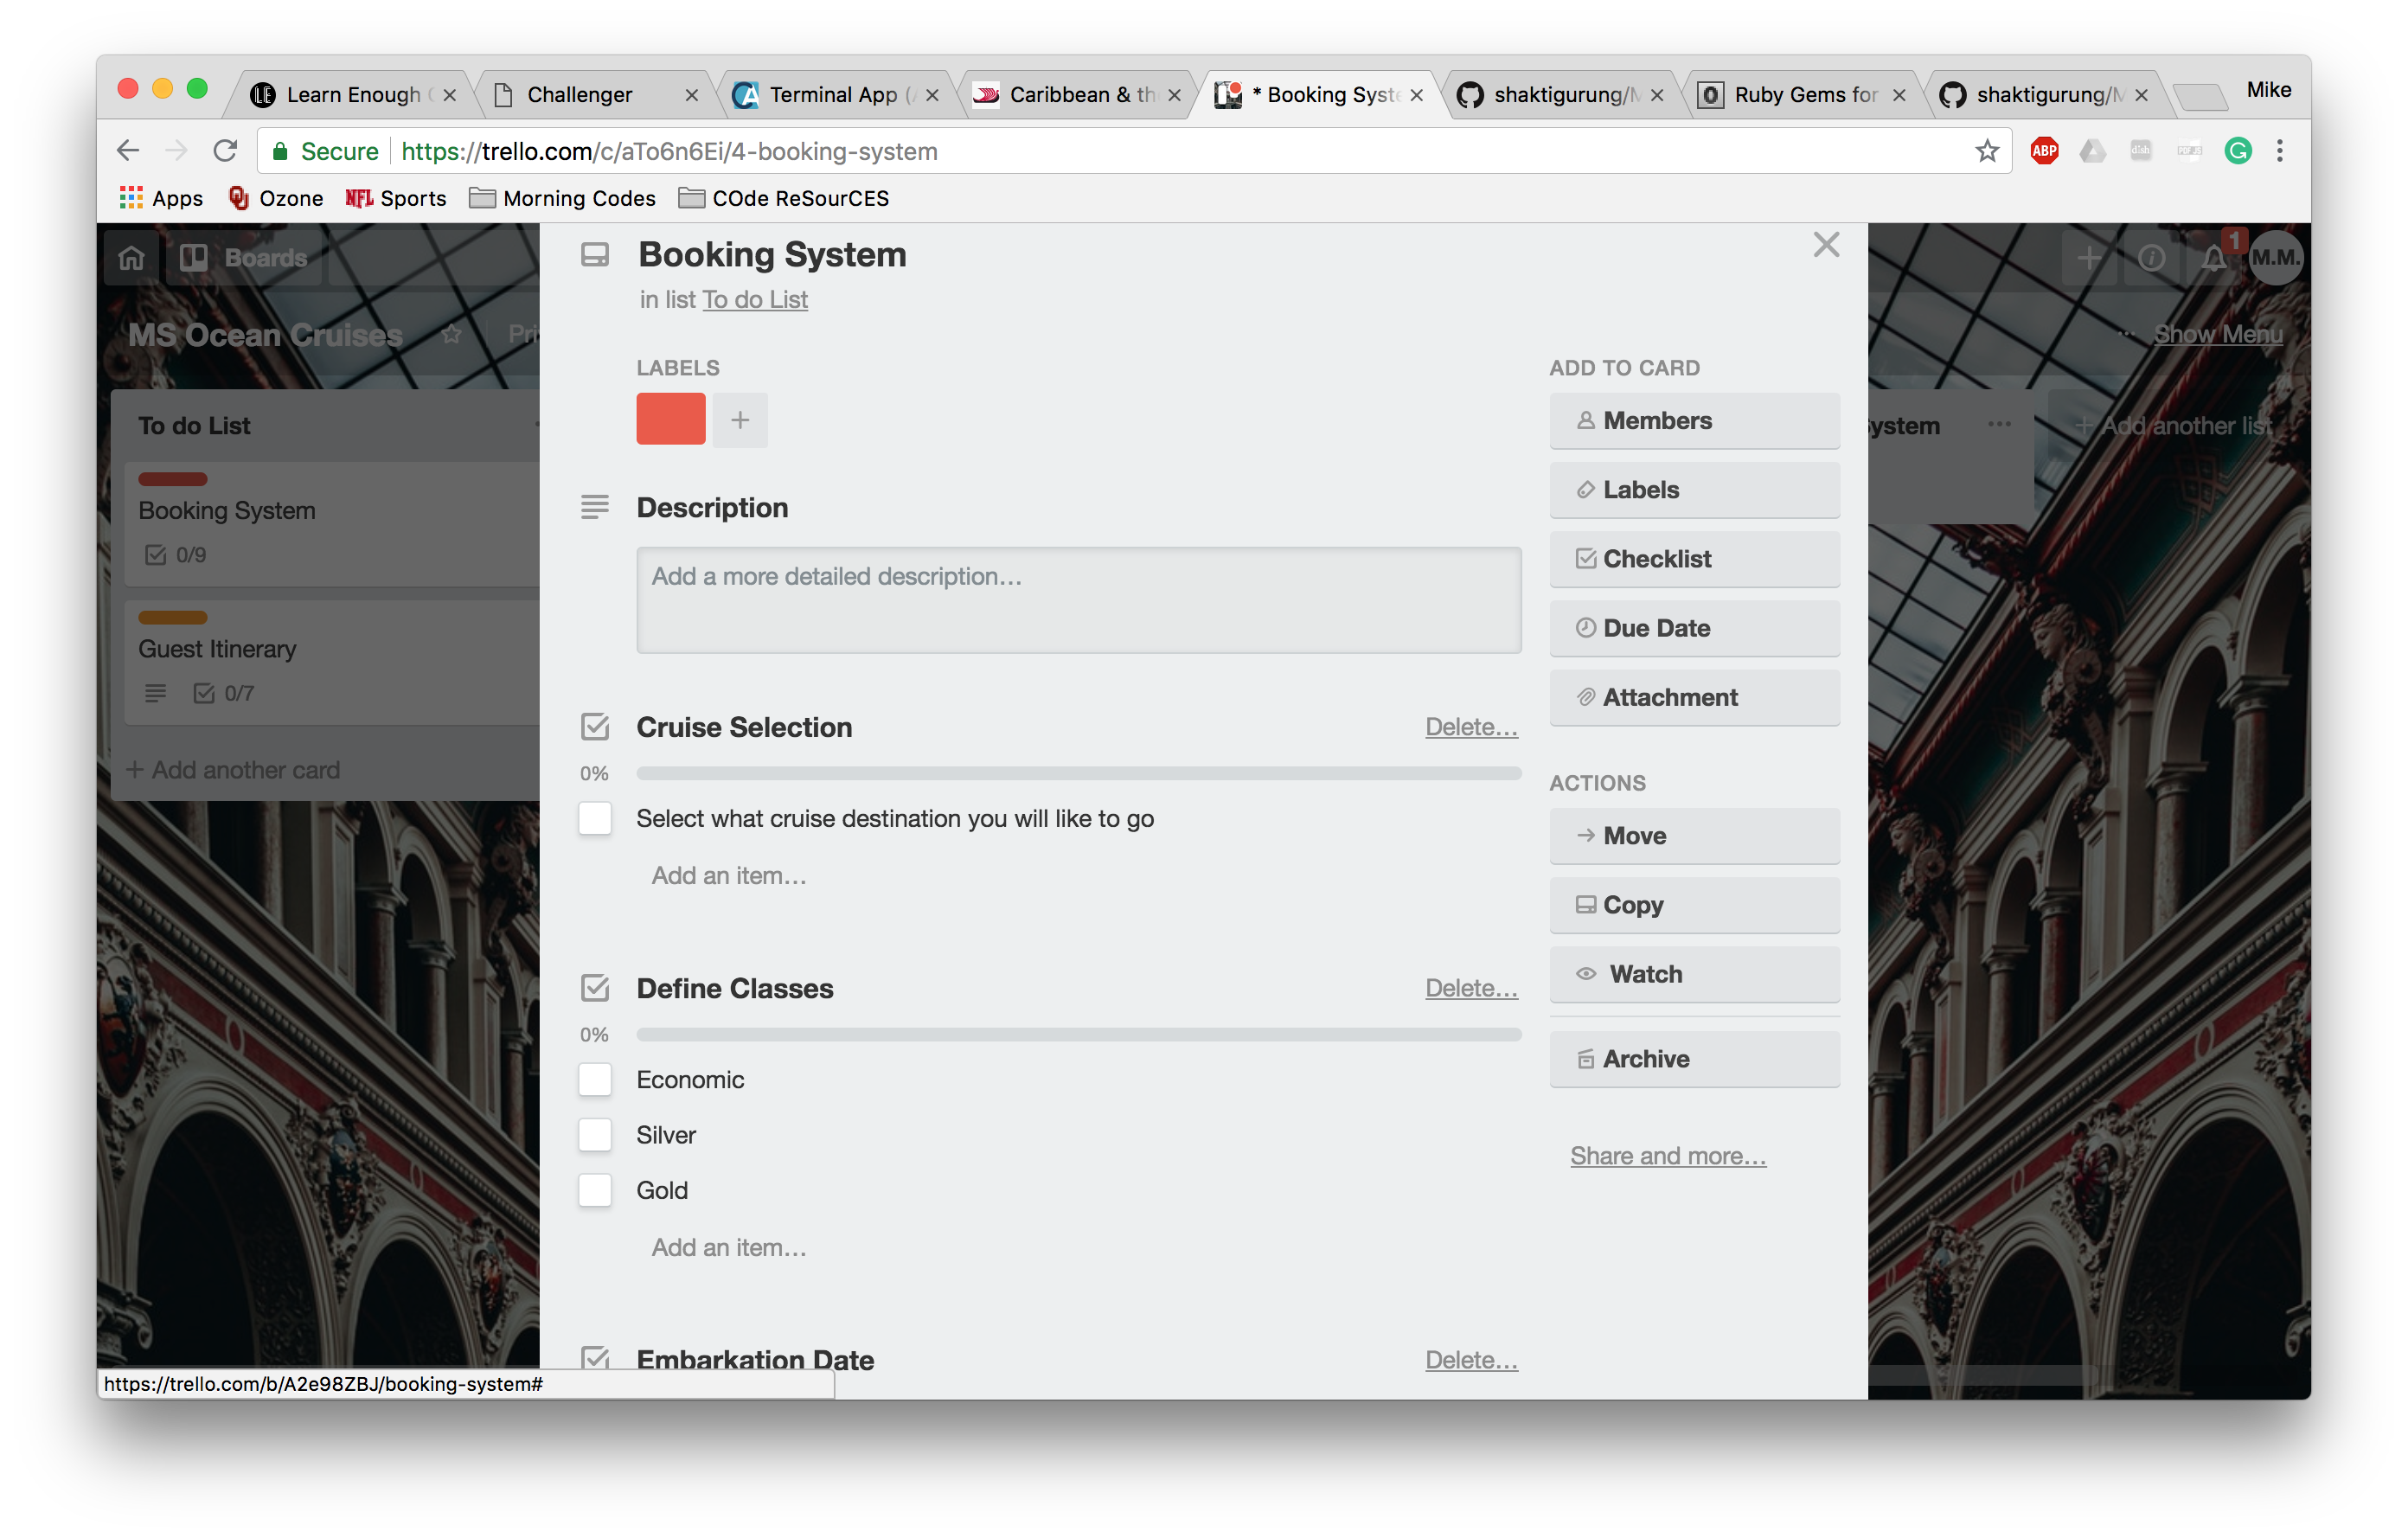 Learn Enough
Challenger
Terminal App (
Caribbean & th
* Booking Syst
shaktigurung/M
Ruby Gems for
shaktigurung/M
Mike
Secure https://trello.com/c/aTo6n6Ei/4-booking-system
ABP
dish
G
Apps
OU
Ozone
NFL Sports
Morning Codes
COde ReSourCES
Boards
1
M.M.
MS Ocean Cruises
Pri
... Show Menu
To do List
Booking System
0/9
Guest Itinerary
0/7
+ Add another card
ystem ...
+ Add another list
Booking System
in list To do List
LABELS
+
Description
Add a more detailed description…
Cruise Selection
Delete…
0%
Select what cruise destination you will like to go
Add an item…
Define Classes
Delete…
0%
Economic
Silver
Gold
Add an item…
Embarkation Date
Delete…
ADD TO CARD
Members
Labels
Checklist
Due Date
Attachment
ACTIONS
Move
Copy
Watch
Archive
Share and more…
https://trello.com/b/A2e98ZBJ/booking-system#